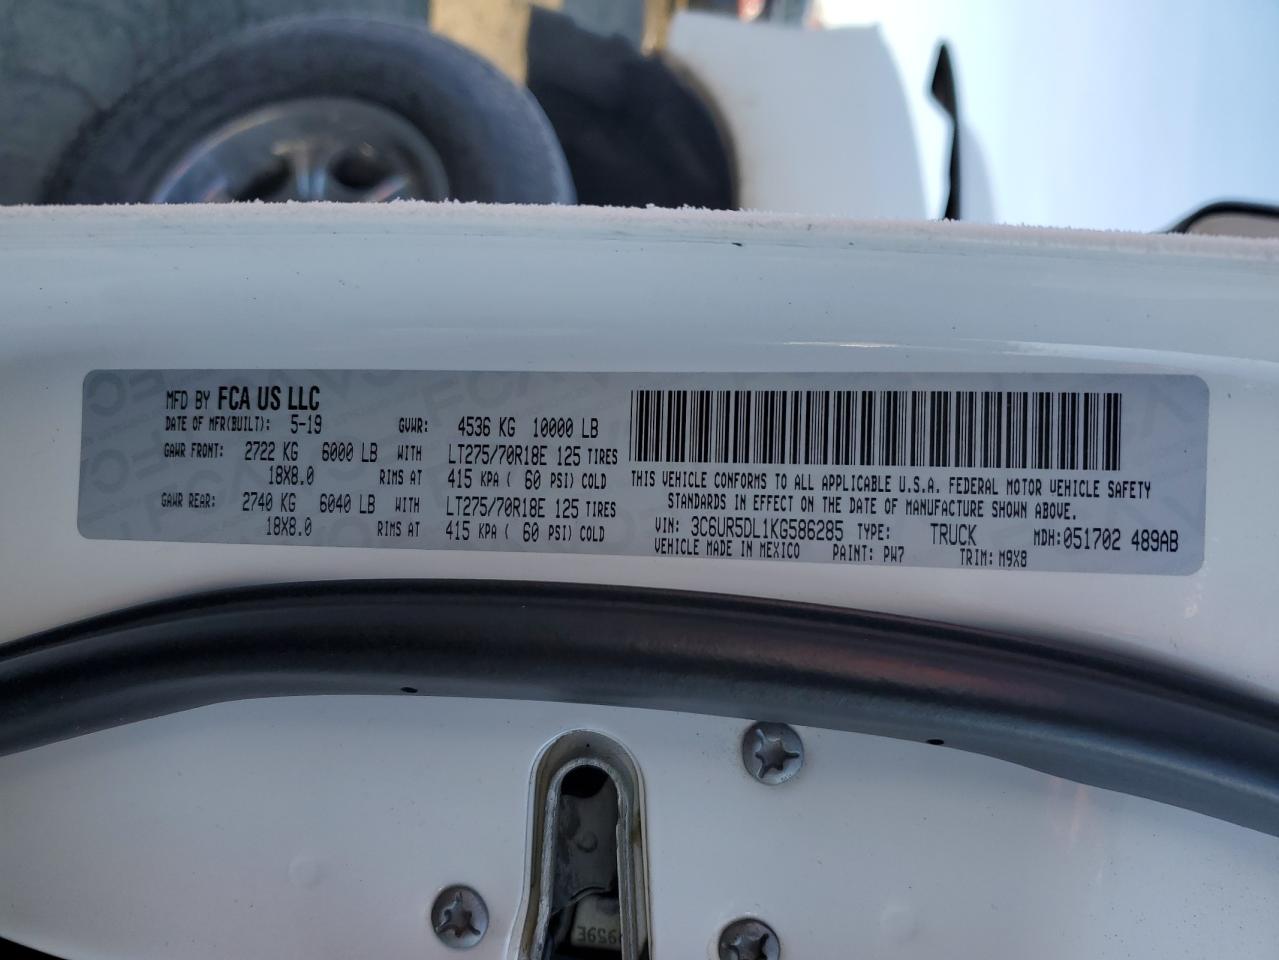 MFD BY FCA US LLC
DATE OF MFR(BUILT): 5-19 GVWR: 4536 KG 10000 LB
GAWR FRONT: 2722 KG 6000 LB WITH LT275/70R18E 125 TIRES
18X8.0 RIMS AT 415 KPA ( 60 PSI) COLD
GAWR REAR: 2740 KG 6040 LB WITH LT275/70R18E 125 TIRES
18X8.0 RIMS AT 415 KPA ( 60 PSI) COLD
THIS VEHICLE CONFORMS TO ALL APPLICABLE U.S.A. FEDERAL MOTOR VEHICLE SAFETY
STANDARDS IN EFFECT ON THE DATE OF MANUFACTURE SHOWN ABOVE.
VIN: 3C6UR5DL1KG586285 TYPE: TRUCK MDH:051702 489AB
VEHICLE MADE IN MEXICO PAINT: PW7 TRIM: M9X8